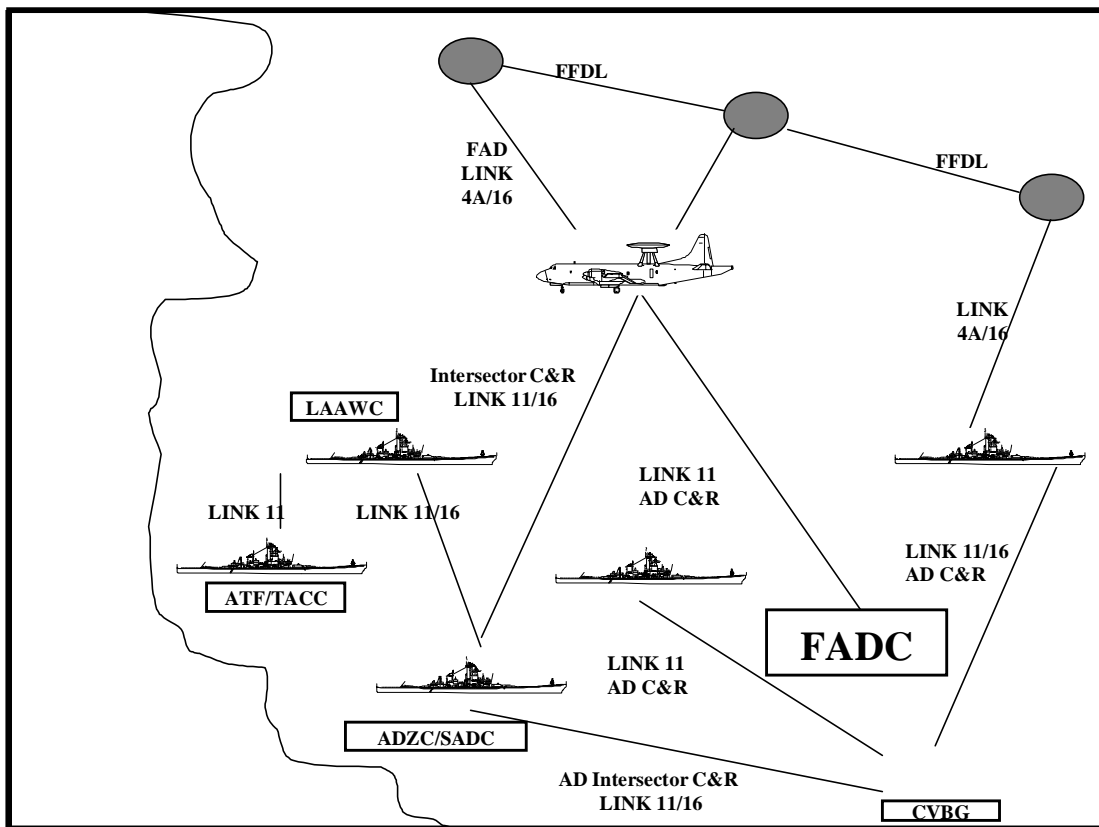 FFDL
FAD
LINK
4A/16
FFDL
LINK
4A/16
Intersector C&R
LINK 11/16
LAAWC
LINK 11
AD C&R
LINK 11
LINK 11/16
LINK 11/16
AD C&R
ATF/TACC
FADC
LINK 11
AD C&R
ADZC/SADC
AD Intersector C&R
LINK 11/16
CVBG